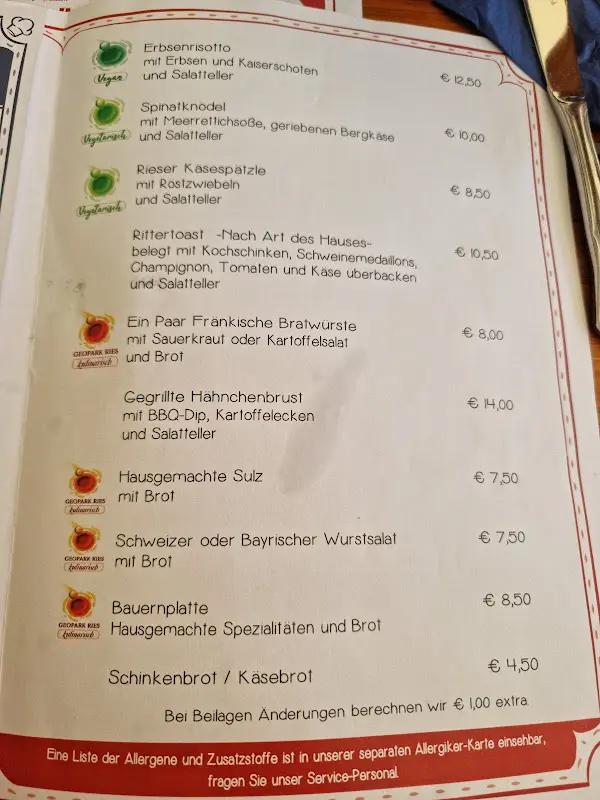 Erbsenrisotto
mit Erbsen und Kaiserschoten
und Salatteller
€ 12,50
Vegan
Spinatknödel
mit Meerrettichsoße, geriebenen Bergkäse
und Salatteller
€ 10,00
Vegetarisch
Rieser Käsespätzle
mit Röstzwiebeln
und Salatteller
€ 8,50
Vegetarisch
Rittertoast -Nach Art des Hauses-
belegt mit Kochschinken, Schweinemedaillons,
Champignon, Tomaten und Käse überbacken
und Salatteller
€ 10,50
Ein Paar Fränkische Bratwürste
mit Sauerkraut oder Kartoffelsalat
und Brot
€ 8,00
GEOPARK RIES
kulinarisch
Gegrillte Hähnchenbrust
mit BBQ-Dip, Kartoffelecken
und Salatteller
€ 14,00
Hausgemachte Sulz
mit Brot
€ 7,50
GEOPARK RIES
kulinarisch
Schweizer oder Bayrischer Wurstsalat
mit Brot
€ 7,50
GEOPARK RIES
kulinarisch
Bauernplatte
Hausgemachte Spezialitäten und Brot
€ 8,50
GEOPARK RIES
kulinarisch
Schinkenbrot / Käsebrot
€ 4,50
Bei Beilagen Änderungen berechnen wir € 1,00 extra.
Eine Liste der Allergene und Zusatzstoffe ist in unserer separaten Allergiker-Karte einsehbar,
fragen Sie unser Service-Personal.